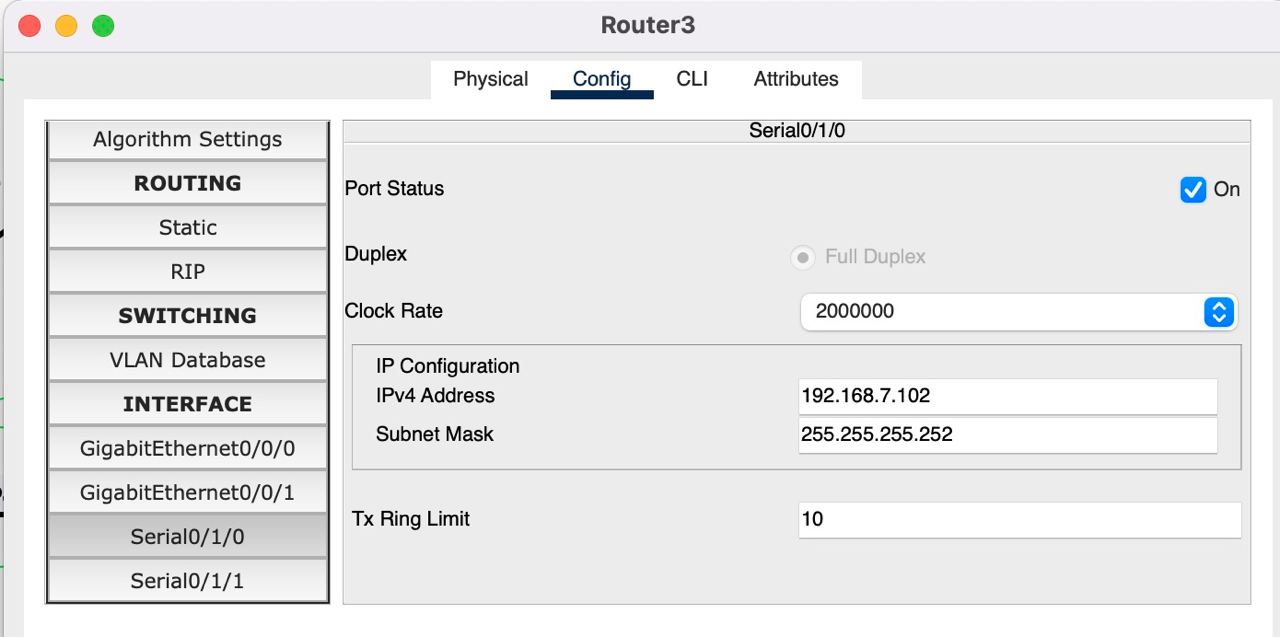 Router3
Physical Config CLI Attributes
Algorithm Settings
ROUTING
Static
RIP
SWITCHING
VLAN Database
INTERFACE
GigabitEthernet0/0/0
GigabitEthernet0/0/1
Serial0/1/0
Serial0/1/1
Serial0/1/0
Port Status On
Duplex Full Duplex
Clock Rate 2000000
IP Configuration
IPv4 Address 192.168.7.102
Subnet Mask 255.255.255.252
Tx Ring Limit 10